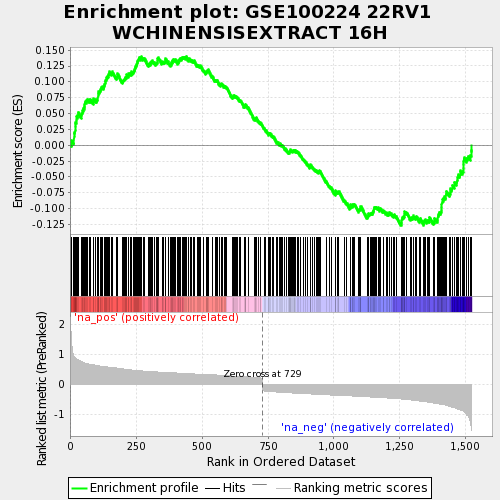 Enrichment plot: GSE100224 22RV1
WCHINENSISEXTRACT 16H
Enrichment score (ES)
0.150
0.125
0.100
0.075
0.050
0.025
0.000
-0.025
-0.050
-0.075
-0.100
-0.125
'na_pos' (positively correlated)
Ranked list metric (PreRanked)
2
1
0
-1
Zero cross at 729
'na_neg' (negatively correlated)
0
250
500
750
1,000
1,250
1,500
Rank in Ordered Dataset
Enrichment profile
Hits
Ranking metric scores